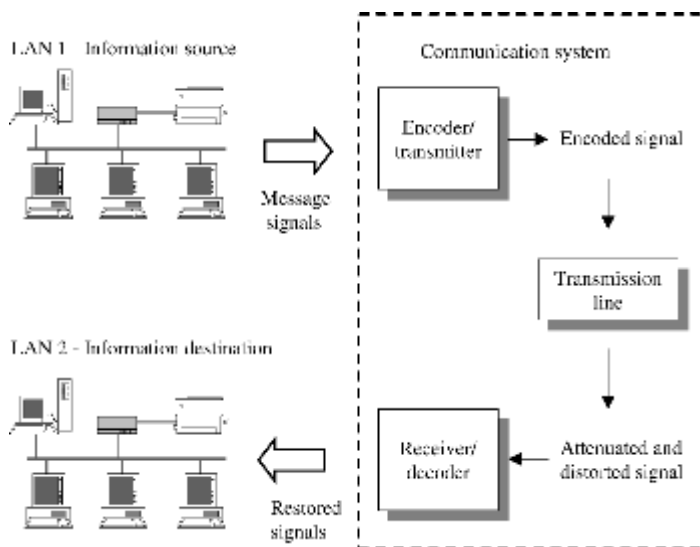 LAN 1 Information source
Communication system
Encoder/
transmitter
Encoded signal
Message
signals
Transmission
line
LAN 2 - Information destination
Receiver/
decoder
Attenuated and
distorted signal
Restored
signals